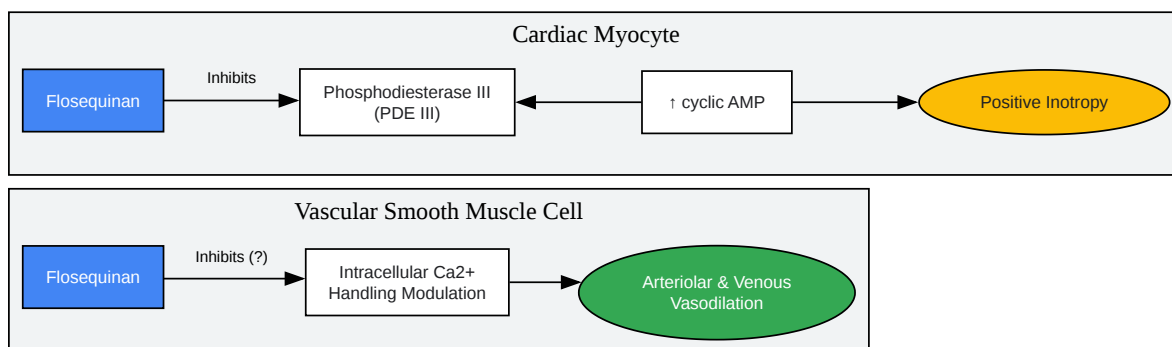 Cardiac Myocyte
Flosequinan
Inhibits
Phosphodiesterase III
(PDE III)
↑ cyclic AMP
Positive Inotropy
Vascular Smooth Muscle Cell
Flosequinan
Inhibits (?)
Intracellular Ca2+
Handling Modulation
Arteriolar & Venous
Vasodilation